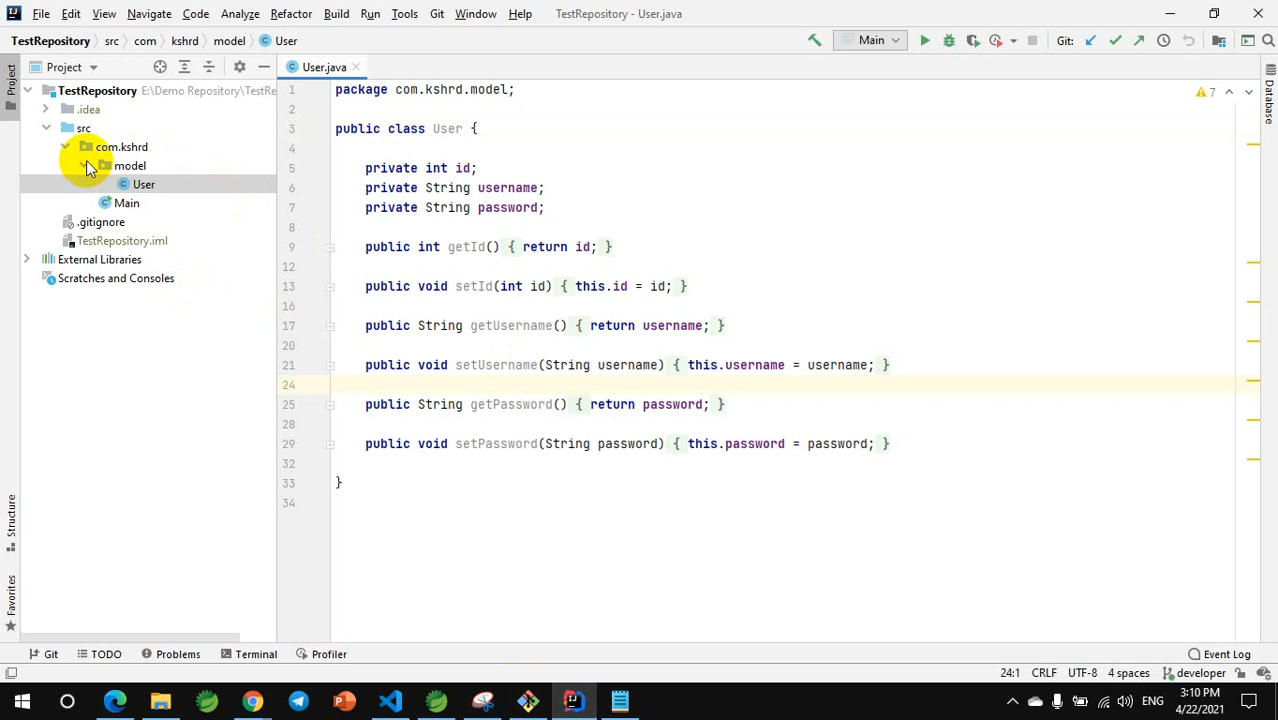 File Edit View Navigate Code Analyze Refactor Build Run Tools Git Window Help TestRepository - User.java
TestRepository src com kshrd model User Main Git:
Project User.java
Project
TestRepository E:\Demo Repository\TestRe
.idea
src
com.kshrd
model
User
Main
.gitignore
TestRepository.iml
External Libraries
Scratches and Consoles
1 package com.kshrd.model; 7
2
3 public class User {
4
5 private int id;
6 private String username;
7 private String password;
8
9 public int getId() { return id; }
12
13 public void setId(int id) { this.id = id; }
16
17 public String getUsername() { return username; }
20
21 public void setUsername(String username) { this.username = username; }
24
25 public String getPassword() { return password; }
28
29 public void setPassword(String password) { this.password = password; }
32
33 }
34
Database
Structure
Favorites
Git TODO Problems Terminal Profiler Event Log
24:1 CRLF UTF-8 4 spaces developer
ENG 3:10 PM
4/22/2021